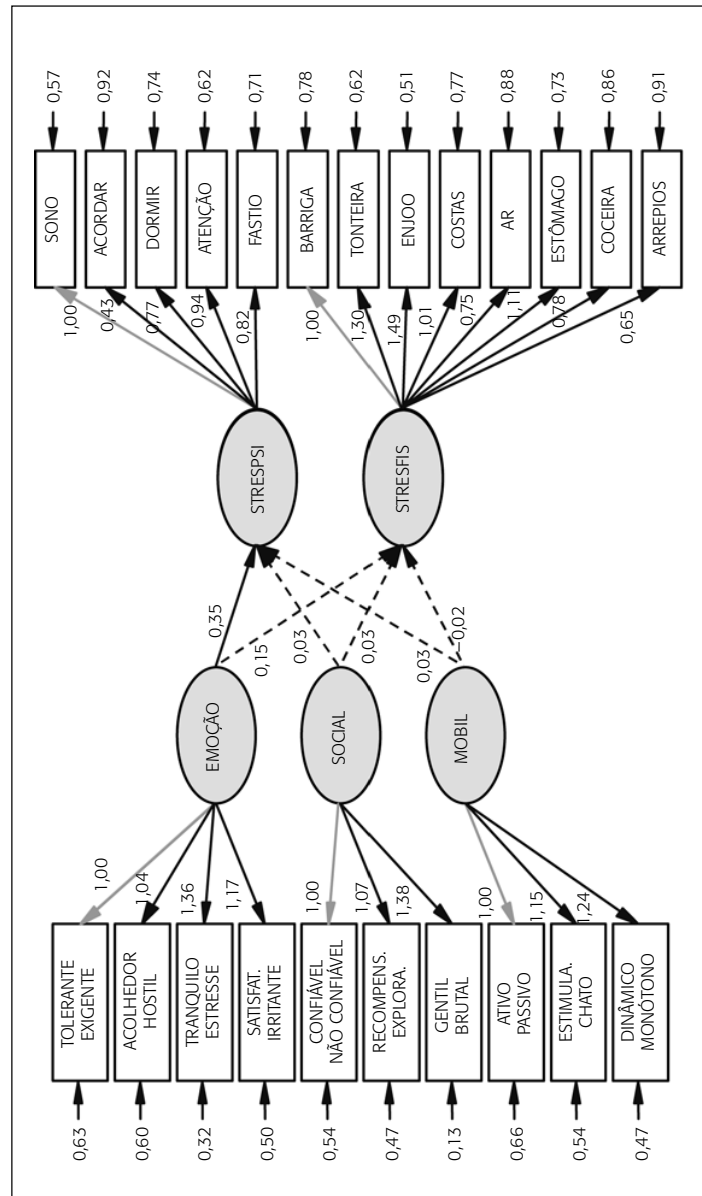 0,63
0,60
0,32
0,50
0,54
0,47
0,13
0,66
0,54
0,47
TOLERANTE
EXIGENTE
ACOLHEDOR
HOSTIL
TRANQUILO
ESTRESSE
SATISFAT.
IRRITANTE
CONFIÁVEL
NÃO CONFIÁVEL
RECOMPENS.
EXPLORA.
GENTIL
BRUTAL
ATIVO
PASSIVO
ESTIMULA.
CHATO
DINÂMICO
MONÓTONO
1,00
1,04
1,36
1,17
1,00
1,07
1,38
1,00
1,15
1,24
EMOÇÃO
SOCIAL
MOBIL
0,35
0,15
0,03
0,03
0,03
–0,02
STRESPSI
STRESFIS
1,00
0,43
0,77
0,94
0,82
1,00
1,30
1,49
1,01
0,75
1,11
0,78
0,65
SONO
ACORDAR
DORMIR
ATENÇÃO
FASTIO
BARRIGA
TONTEIRA
ENJOO
COSTAS
AR
ESTÔMAGO
COCEIRA
ARREPIOS
0,57
0,92
0,74
0,62
0,71
0,78
0,62
0,51
0,77
0,88
0,73
0,86
0,91